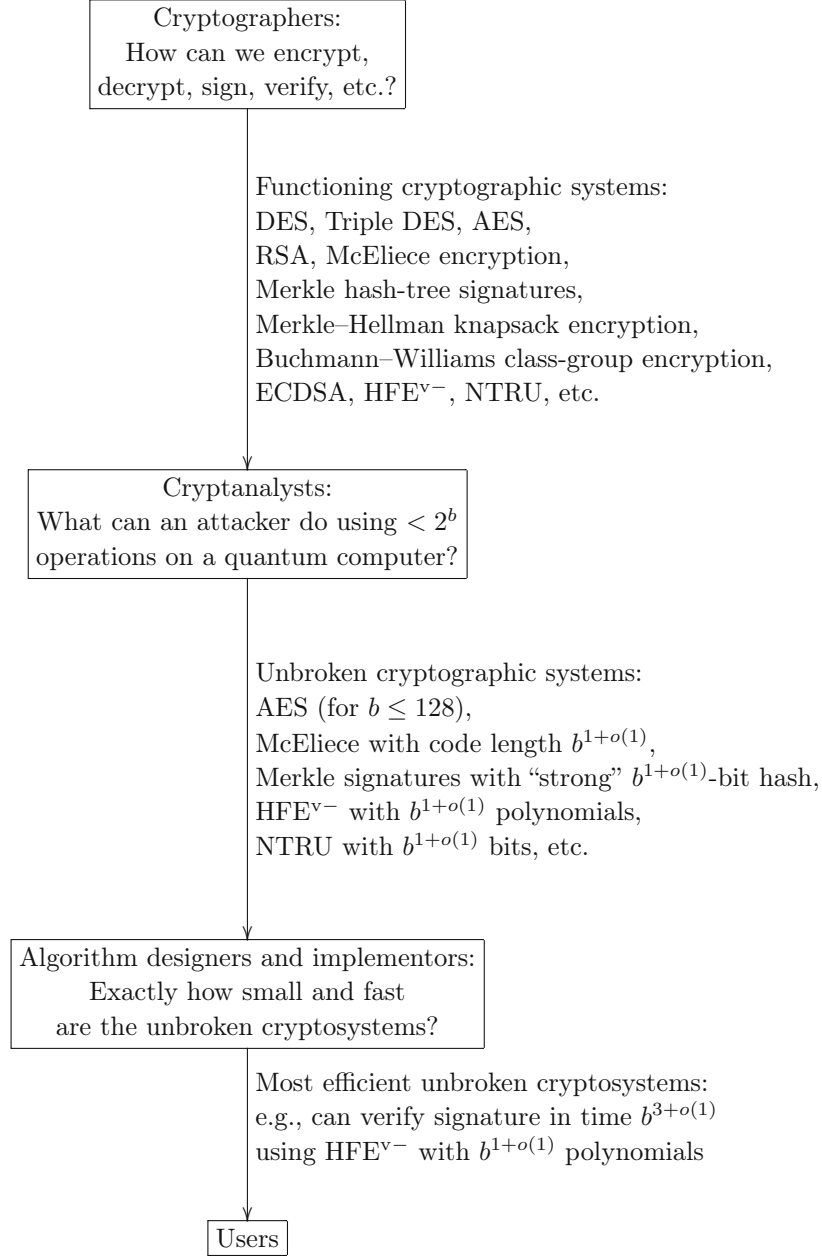 Cryptographers:
How can we encrypt,
decrypt, sign, verify, etc.?
Functioning cryptographic systems:
DES, Triple DES, AES,
RSA, McEliece encryption,
Merkle hash-tree signatures,
Merkle–Hellman knapsack encryption,
Buchmann–Williams class-group encryption,
ECDSA, HFE^{v−}, NTRU, etc.
Cryptanalysts:
What can an attacker do using < 2^b
operations on a quantum computer?
Unbroken cryptographic systems:
AES (for b ≤ 128),
McEliece with code length b^{1+o(1)},
Merkle signatures with “strong” b^{1+o(1)}-bit hash,
HFE^{v−} with b^{1+o(1)} polynomials,
NTRU with b^{1+o(1)} bits, etc.
Algorithm designers and implementors:
Exactly how small and fast
are the unbroken cryptosystems?
Most efficient unbroken cryptosystems:
e.g., can verify signature in time b^{3+o(1)}
using HFE^{v−} with b^{1+o(1)} polynomials
Users